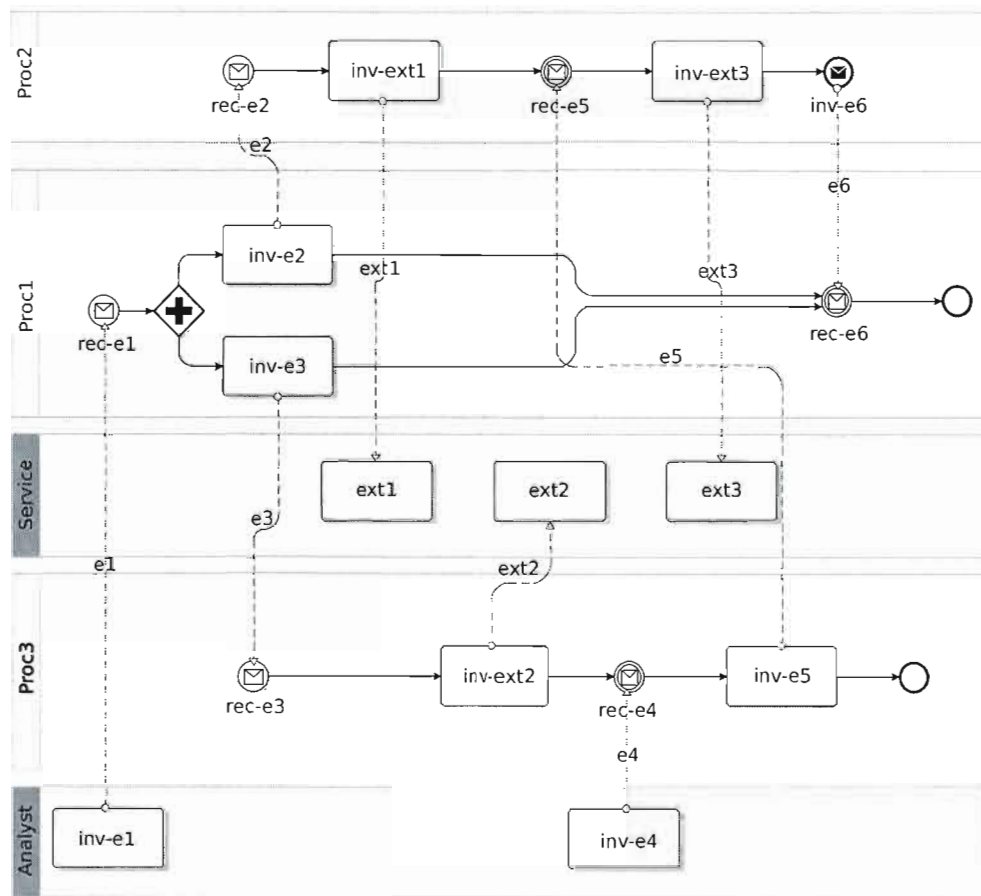 Proc2
inv-ext1
inv-ext3
rec-e2
rec-e5
inv-e6
e2
e6
Proc1
inv-e2
ext1
ext3
rec-e1
rec-e6
inv-e3
e5
Service
ext1
ext2
ext3
e3
e1
ext2
Proc3
inv-ext2
inv-e5
rec-e3
rec-e4
e4
Analyst
inv-e1
inv-e4